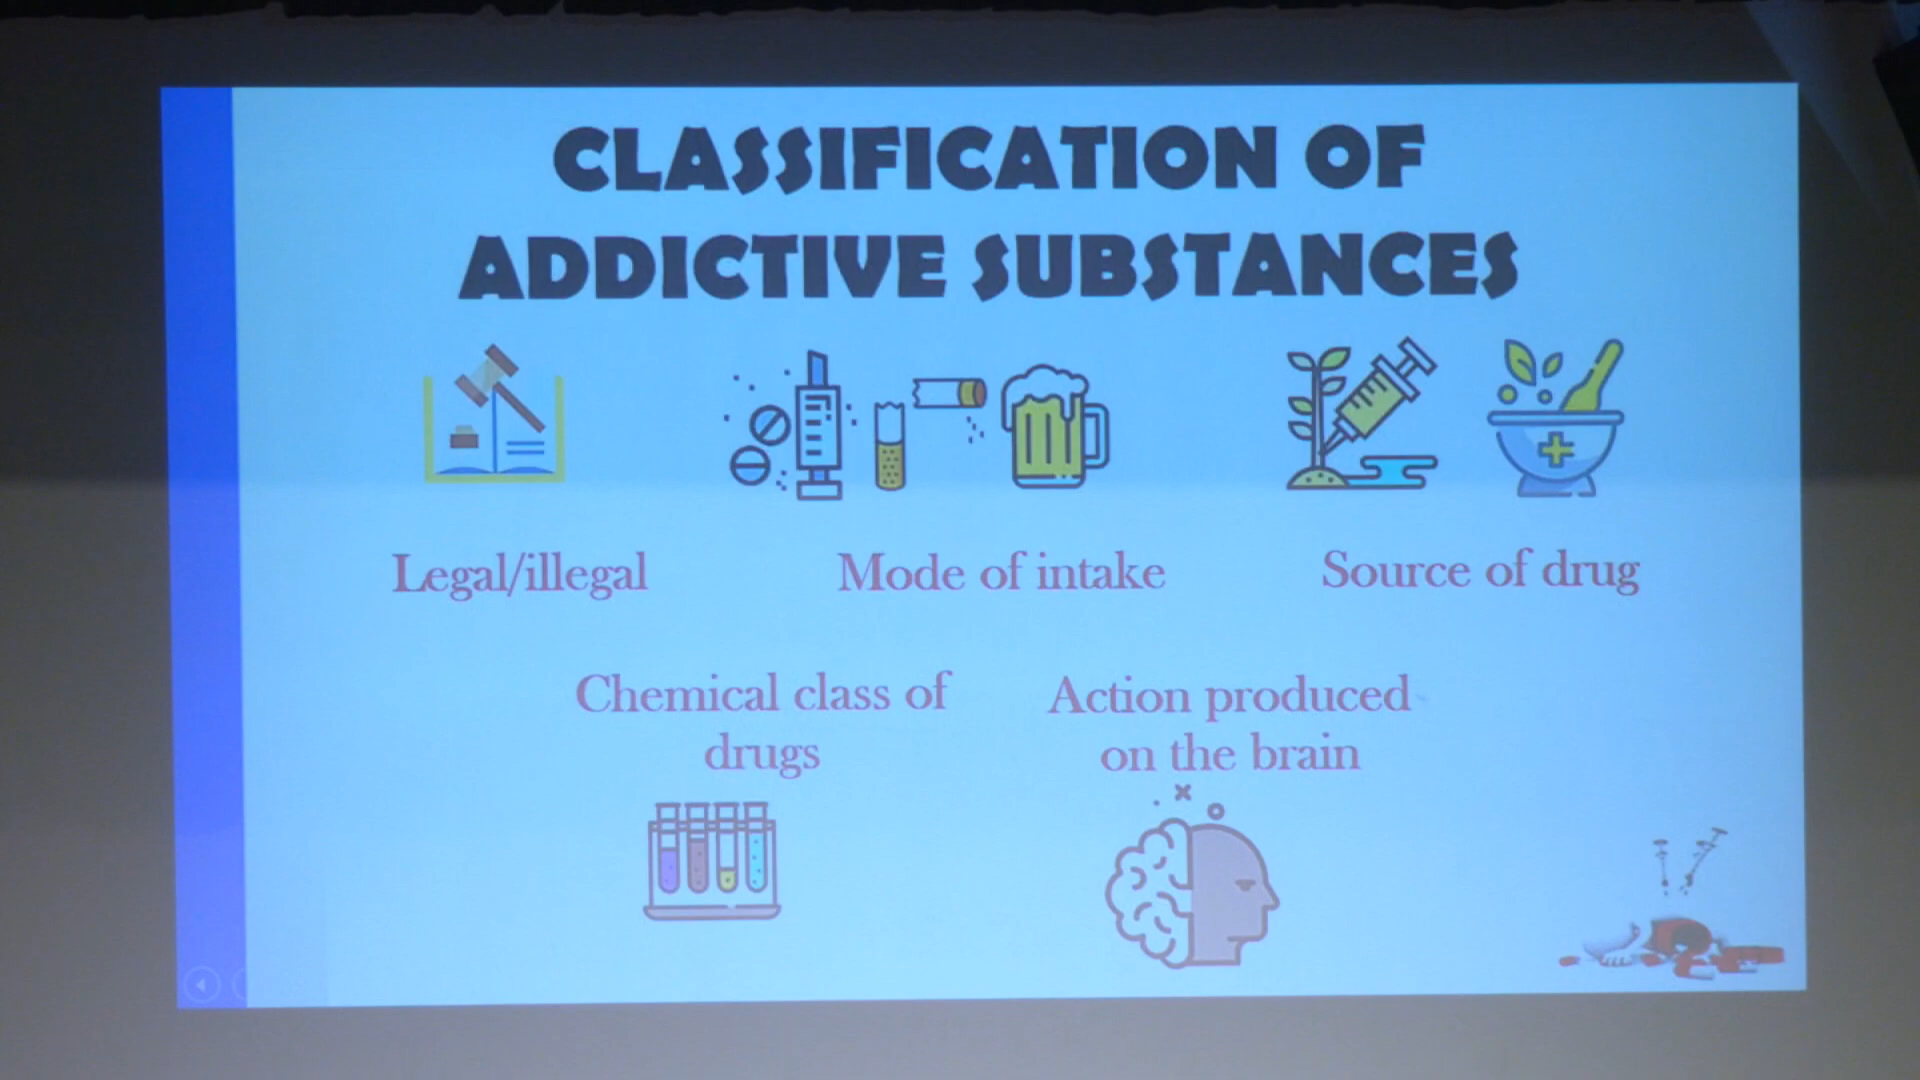 CLASSIFICATION OF
ADDICTIVE SUBSTANCES
Legal/illegal
Mode of intake
Source of drug
Chemical class of
drugs
Action produced
on the brain